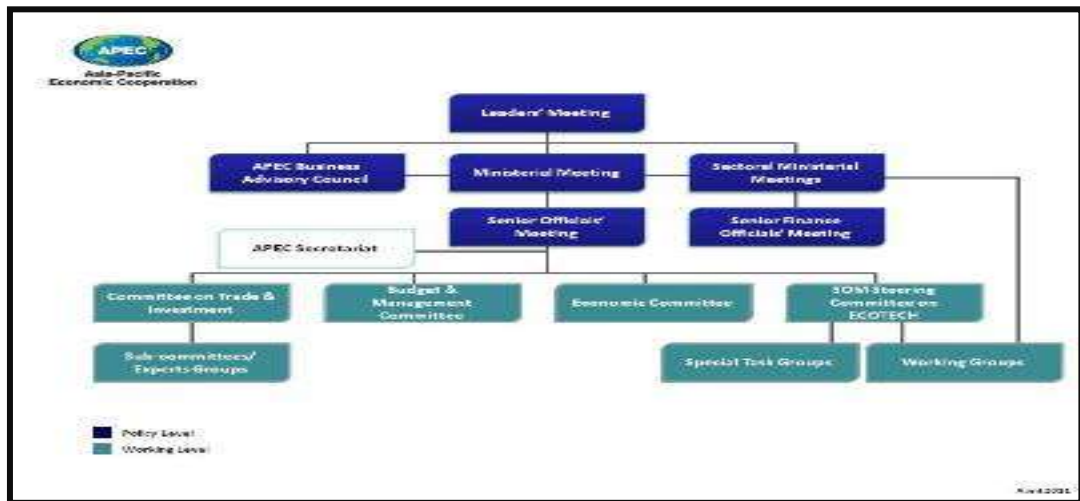 APEC
Asia-Pacific
Economic Cooperation
Leaders' Meeting
APEC Business
Advisory Council
Ministerial Meeting
Sectoral Ministerial
Meetings
Senior Officials'
Meeting
Senior Finance
Officials' Meeting
APEC Secretariat
Committee on Trade &
Investment
Budget &
Management
Committee
Economic Committee
SOM Steering
Committee on
ECOTECH
Sub-committees/
Experts Groups
Special Task Groups
Working Groups
Policy Level
Working Level